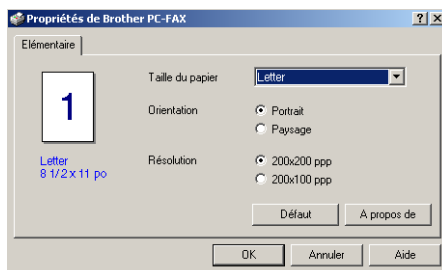 Propriétés de Brother PC-FAX
Elémentaire
Taille du papier
Letter
1
Orientation
Portrait
Paysage
Letter
8 1/2 x 11 po
Résolution
200x200 ppp
200x100 ppp
Défaut
A propos de
OK
Annuler
Aide